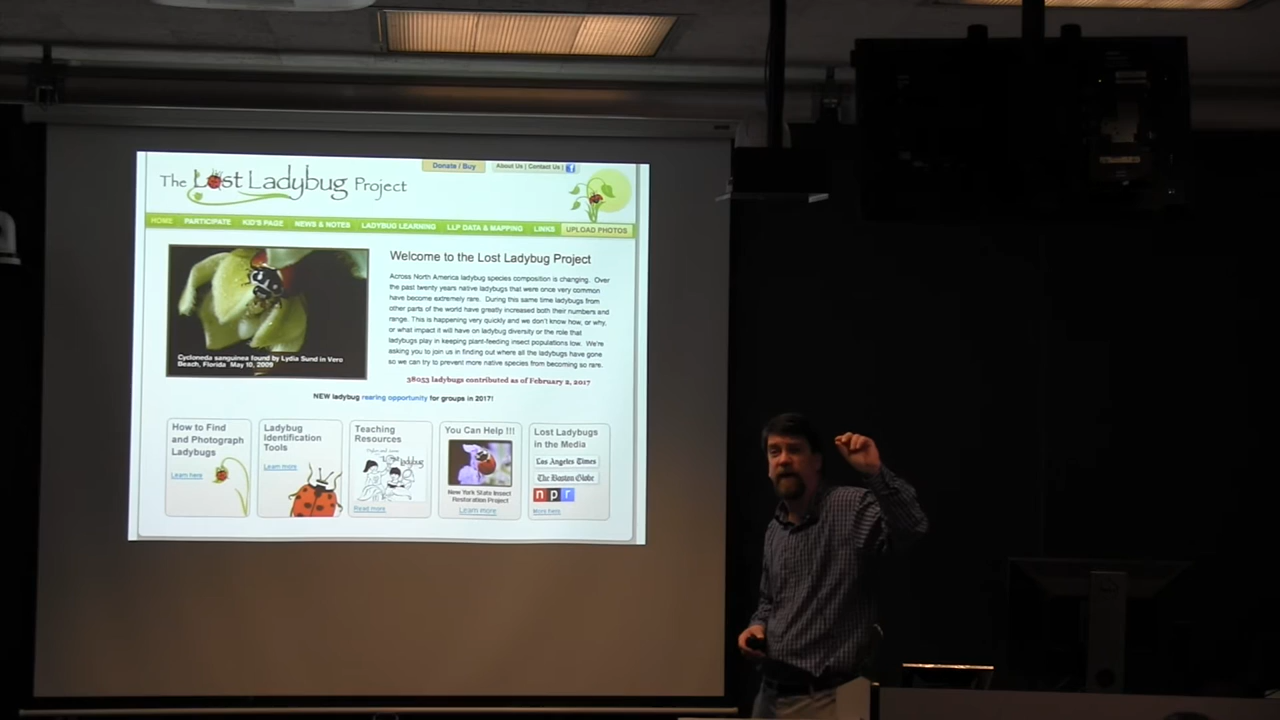 Donate / Buy
About Us | Contact Us |
The Lost Ladybug Project
HOME PARTICIPATE KID'S PAGE NEWS & NOTES LADYBUG LEARNING LLP DATA & MAPPING LINKS UPLOAD PHOTOS
Welcome to the Lost Ladybug Project
Across North America ladybug species composition is changing. Over
the past twenty years native ladybugs that were once very common
have become extremely rare. During this same time ladybugs from
other parts of the world have greatly increased both their numbers and
range. This is happening very quickly and we don't know how, or why,
or what impact it will have on ladybug diversity or the role that
ladybugs play in keeping plant-feeding insect populations low. We're
asking you to join us in finding out where all the ladybugs have gone
so we can try to prevent more native species from becoming so rare.
Cycloneda sanguinea found by Lydia Sund in Vero
Beach, Florida May 10, 2009
38053 ladybugs contributed as of February 2, 2017
NEW ladybug rearing opportunity for groups in 2017!
How to Find
and Photograph
Ladybugs
Learn here
Ladybug
Identification
Tools
Learn more
Teaching
Resources
Read more
You Can Help !!!
New York State Insect
Restoration Project
Learn more
Lost Ladybugs
in the Media
Los Angeles Times
The Boston Globe
npr
More here